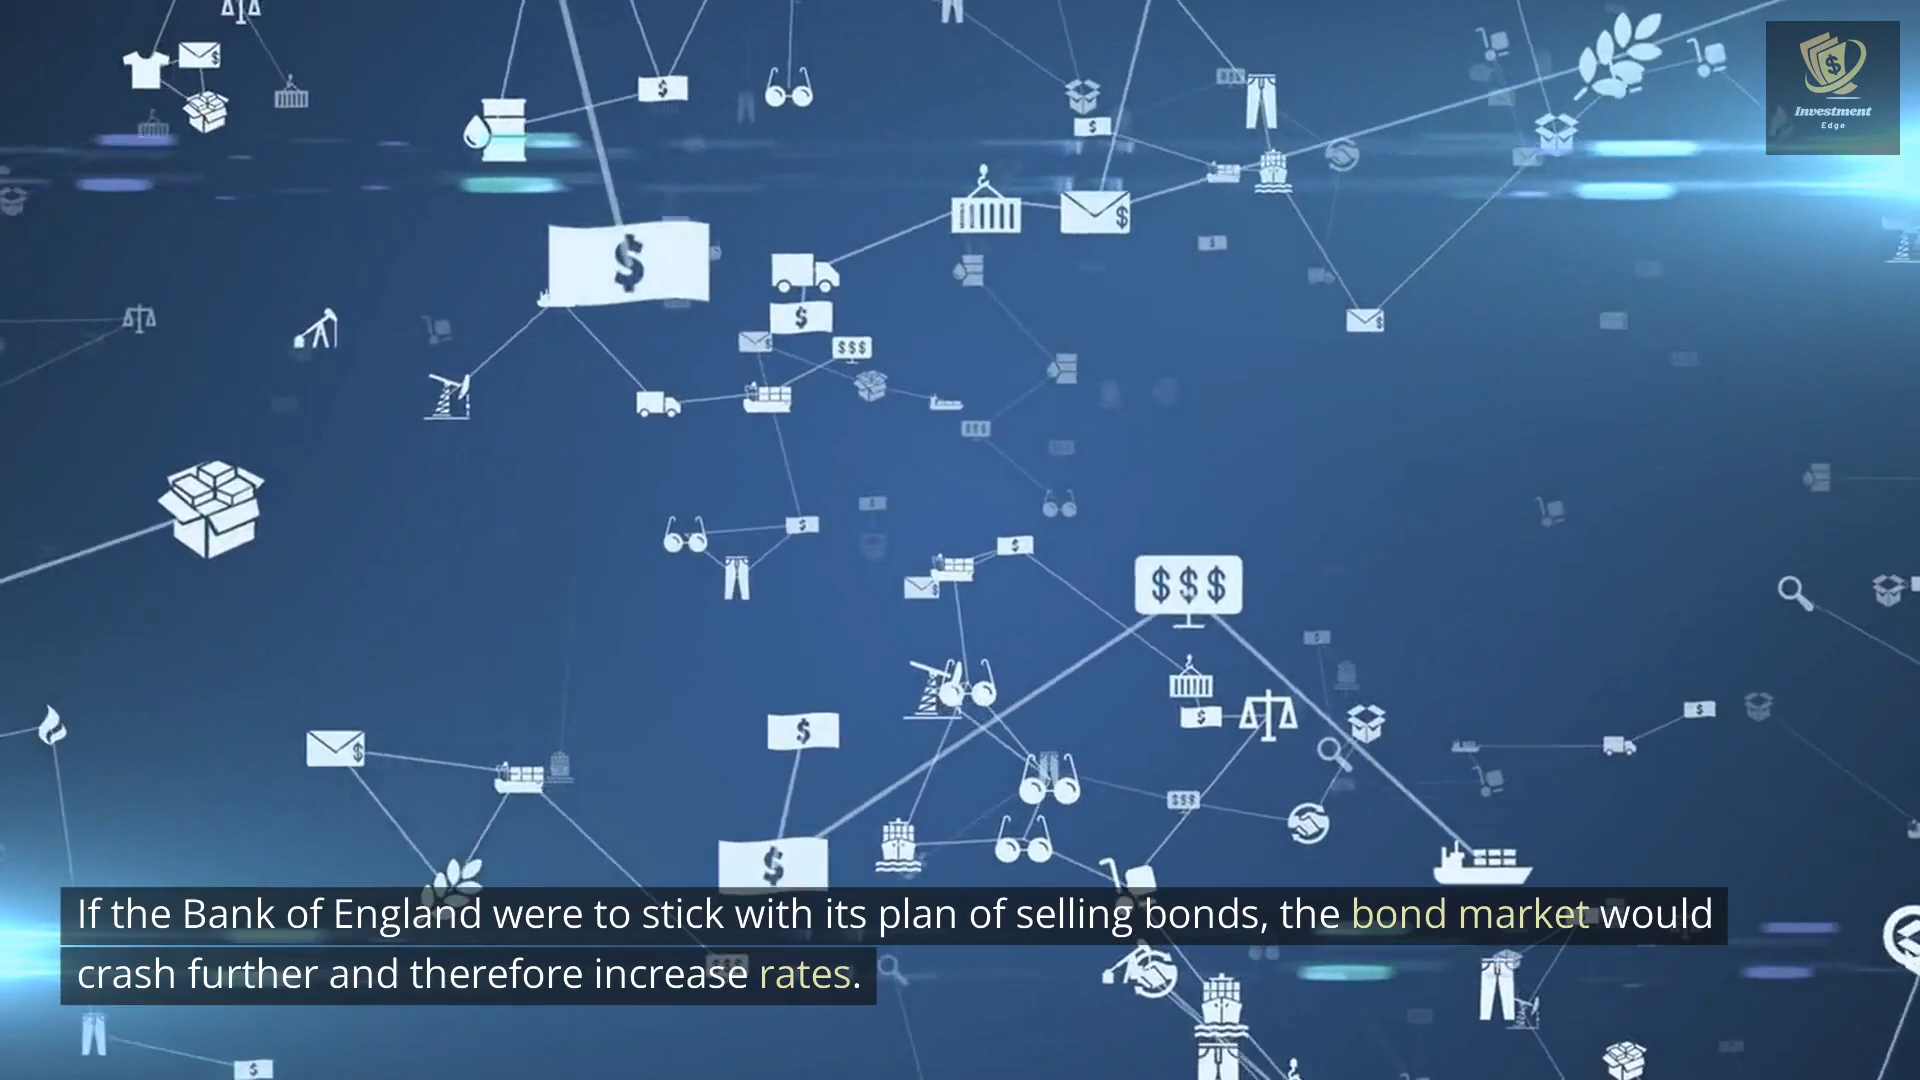 Investment
Edge
If the Bank of England were to stick with its plan of selling bonds, the bond market would
crash further and therefore increase rates.